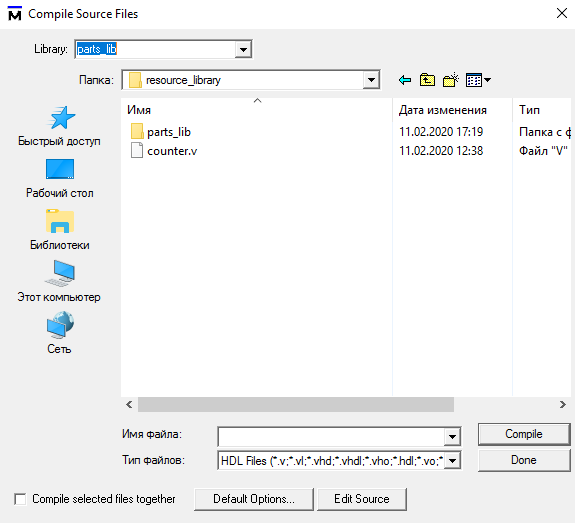 Compile Source Files
Library: parts_lib
Папка: resource_library
Имя Дата изменения Тип
parts_lib 11.02.2020 17:19 Папка с ф
counter.v 11.02.2020 12:38 Файл "V"
Быстрый доступ
Рабочий стол
Библиотеки
Этот компьютер
Сеть
Имя файла: Compile
Тип файлов: HDL Files (*.v;*.vl;*.vhd;*.vhdl;*.vho;*.hdl;*.vo;* Done
Compile selected files together Default Options... Edit Source